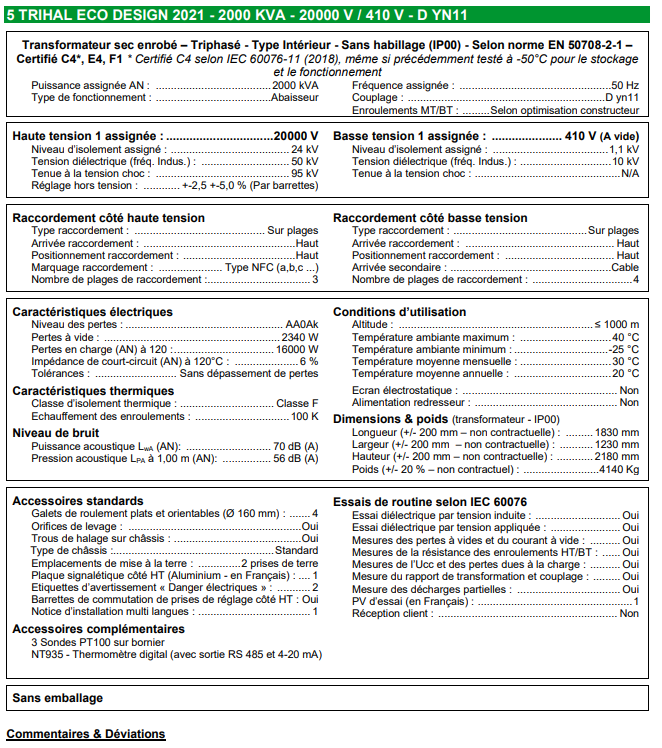 5 TRIHAL ECO DESIGN 2021 - 2000 KVA - 20000 V / 410 V - D YN11
Transformateur sec enrobé – Triphasé - Type Intérieur - Sans habillage (IP00) - Selon norme EN 50708-2-1 –
Certifié C4*, E4, F1 * Certifié C4 selon IEC 60076-11 (2018), même si précédemment testé à -50°C pour le stockage
et le fonctionnement
Puissance assignée AN : ................................ 2000 kVA
Type de fonctionnement : ............................. Abaisseur
Fréquence assignée : ................................................50 Hz
Couplage : ................................................ D yn11
Enroulements MT/BT : ..........Selon optimisation constructeur
Haute tension 1 assignée : .............................20000 V
Niveau d'isolement assigné : ........................................ 24 kV
Tension diélectrique (fréq. Indus.) : .............................. 50 kV
Tenue à la tension choc : .............................................. 95 kV
Réglage hors tension : ............ +-2,5 +-5,0 % (Par barrettes)
Basse tension 1 assignée : ..................... 410 V (A vide)
Niveau d'isolement assigné : ........................................ 1,1 kV
Tension diélectrique (fréq. Indus.) : .............................. 10 kV
Tenue à la tension choc : ................................................ N/A
Raccordement côté haute tension
Type raccordement : ........................................... Sur plages
Arrivée raccordement : .................................................... Haut
Positionnement raccordement : ...................................... Haut
Marquage raccordement : ..................... Type NFC (a,b,c ...)
Nombre de plages de raccordement :................................. 3
Raccordement côté basse tension
Type raccordement : ........................................... Sur plages
Arrivée raccordement : .................................................... Haut
Positionnement raccordement : ...................................... Haut
Arrivée secondaire : .......................................................Cable
Nombre de plages de raccordement : ................................4
Caractéristiques électriques
Niveau des pertes : ...................................................... AA0Ak
Pertes à vide : ............................................................ 2340 W
Pertes en charge (AN) à 120 : ................................... 16000 W
Impédance de court-circuit (AN) à 120°C : ....................... 6 %
Tolérances : ........................... Sans dépassement de pertes
Caractéristiques thermiques
Classe d'isolement thermique : ................................. Classe F
Echauffement des enroulements : ................................ 100 K
Niveau de bruit
Puissance acoustique LWA (AN): ........................... 70 dB (A)
Pression acoustique LPA à 1,00 m (AN): ................ 56 dB (A)
Conditions d'utilisation
Altitude : ................................................................ ≤ 1000 m
Température ambiante maximum : ............................... 40 °C
Température ambiante minimum : ............................... -25 °C
Température moyenne mensuelle : .............................. 30 °C
Température moyenne annuelle : ................................. 20 °C
Ecran électrostatique : ..................................................... Non
Alimentation redresseur : ................................................. Non
Dimensions & poids (transformateur - IP00)
Longueur (+/- 200 mm – non contractuelle) : ......... 1830 mm
Largeur (+/- 200 mm – non contractuelle) : ........... 1230 mm
Hauteur (+/- 200 mm – non contractuelle) : ............ 2180 mm
Poids (+/- 20 % – non contractuel) : .........................4140 Kg
Accessoires standards
Galets de roulement plats et orientables (Ø 160 mm) : ....... 4
Orifices de levage : ...........................................................Oui
Trous de halage sur châssis : ...........................................Oui
Type de châssis :.....................................................Standard
Emplacements de mise à la terre : ..............2 prises de terre
Plaque signalétique côté HT (Aluminium - en Français) : .... 1
Etiquettes d'avertissement « Danger électriques » : ........... 2
Barrettes de commutation de prises de réglage côté HT : Oui
Notice d'installation multi langues : ..................................... 1
Accessoires complémentaires
3 Sondes PT100 sur bornier
NT935 - Thermomètre digital (avec sortie RS 485 et 4-20 mA)
Essais de routine selon IEC 60076
Essai diélectrique par tension induite : ............................ Oui
Essai diélectrique par tension appliquée : ....................... Oui
Mesures des pertes à vides et du courant à vide : .......... Oui
Mesures de la résistance des enroulements HT/BT : ...... Oui
Mesures de l'Ucc et des pertes dues à la charge : .......... Oui
Mesure du rapport de transformation et couplage : ......... Oui
Mesure des décharges partielles : ................................... Oui
PV d'essai (en Français) : ....................................................1
Réception client : ............................................................. Non
Sans emballage
Commentaires & Déviations